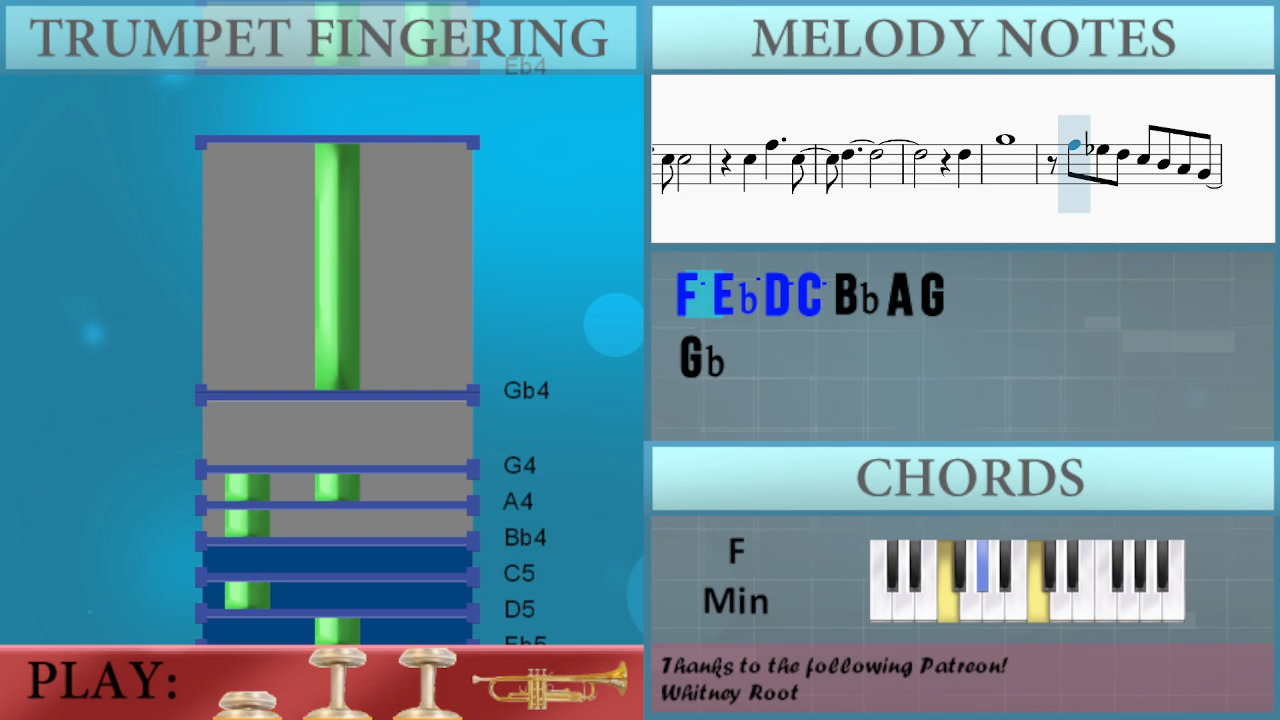 TRUMPET FINGERING
Eb4
Gb4
G4
A4
Bb4
C5
D5
Eb5
PLAY:
MELODY NOTES
F Eb D C Bb A G
Gb
CHORDS
F
Min
Thanks to the following Patreon!
Whitney Root